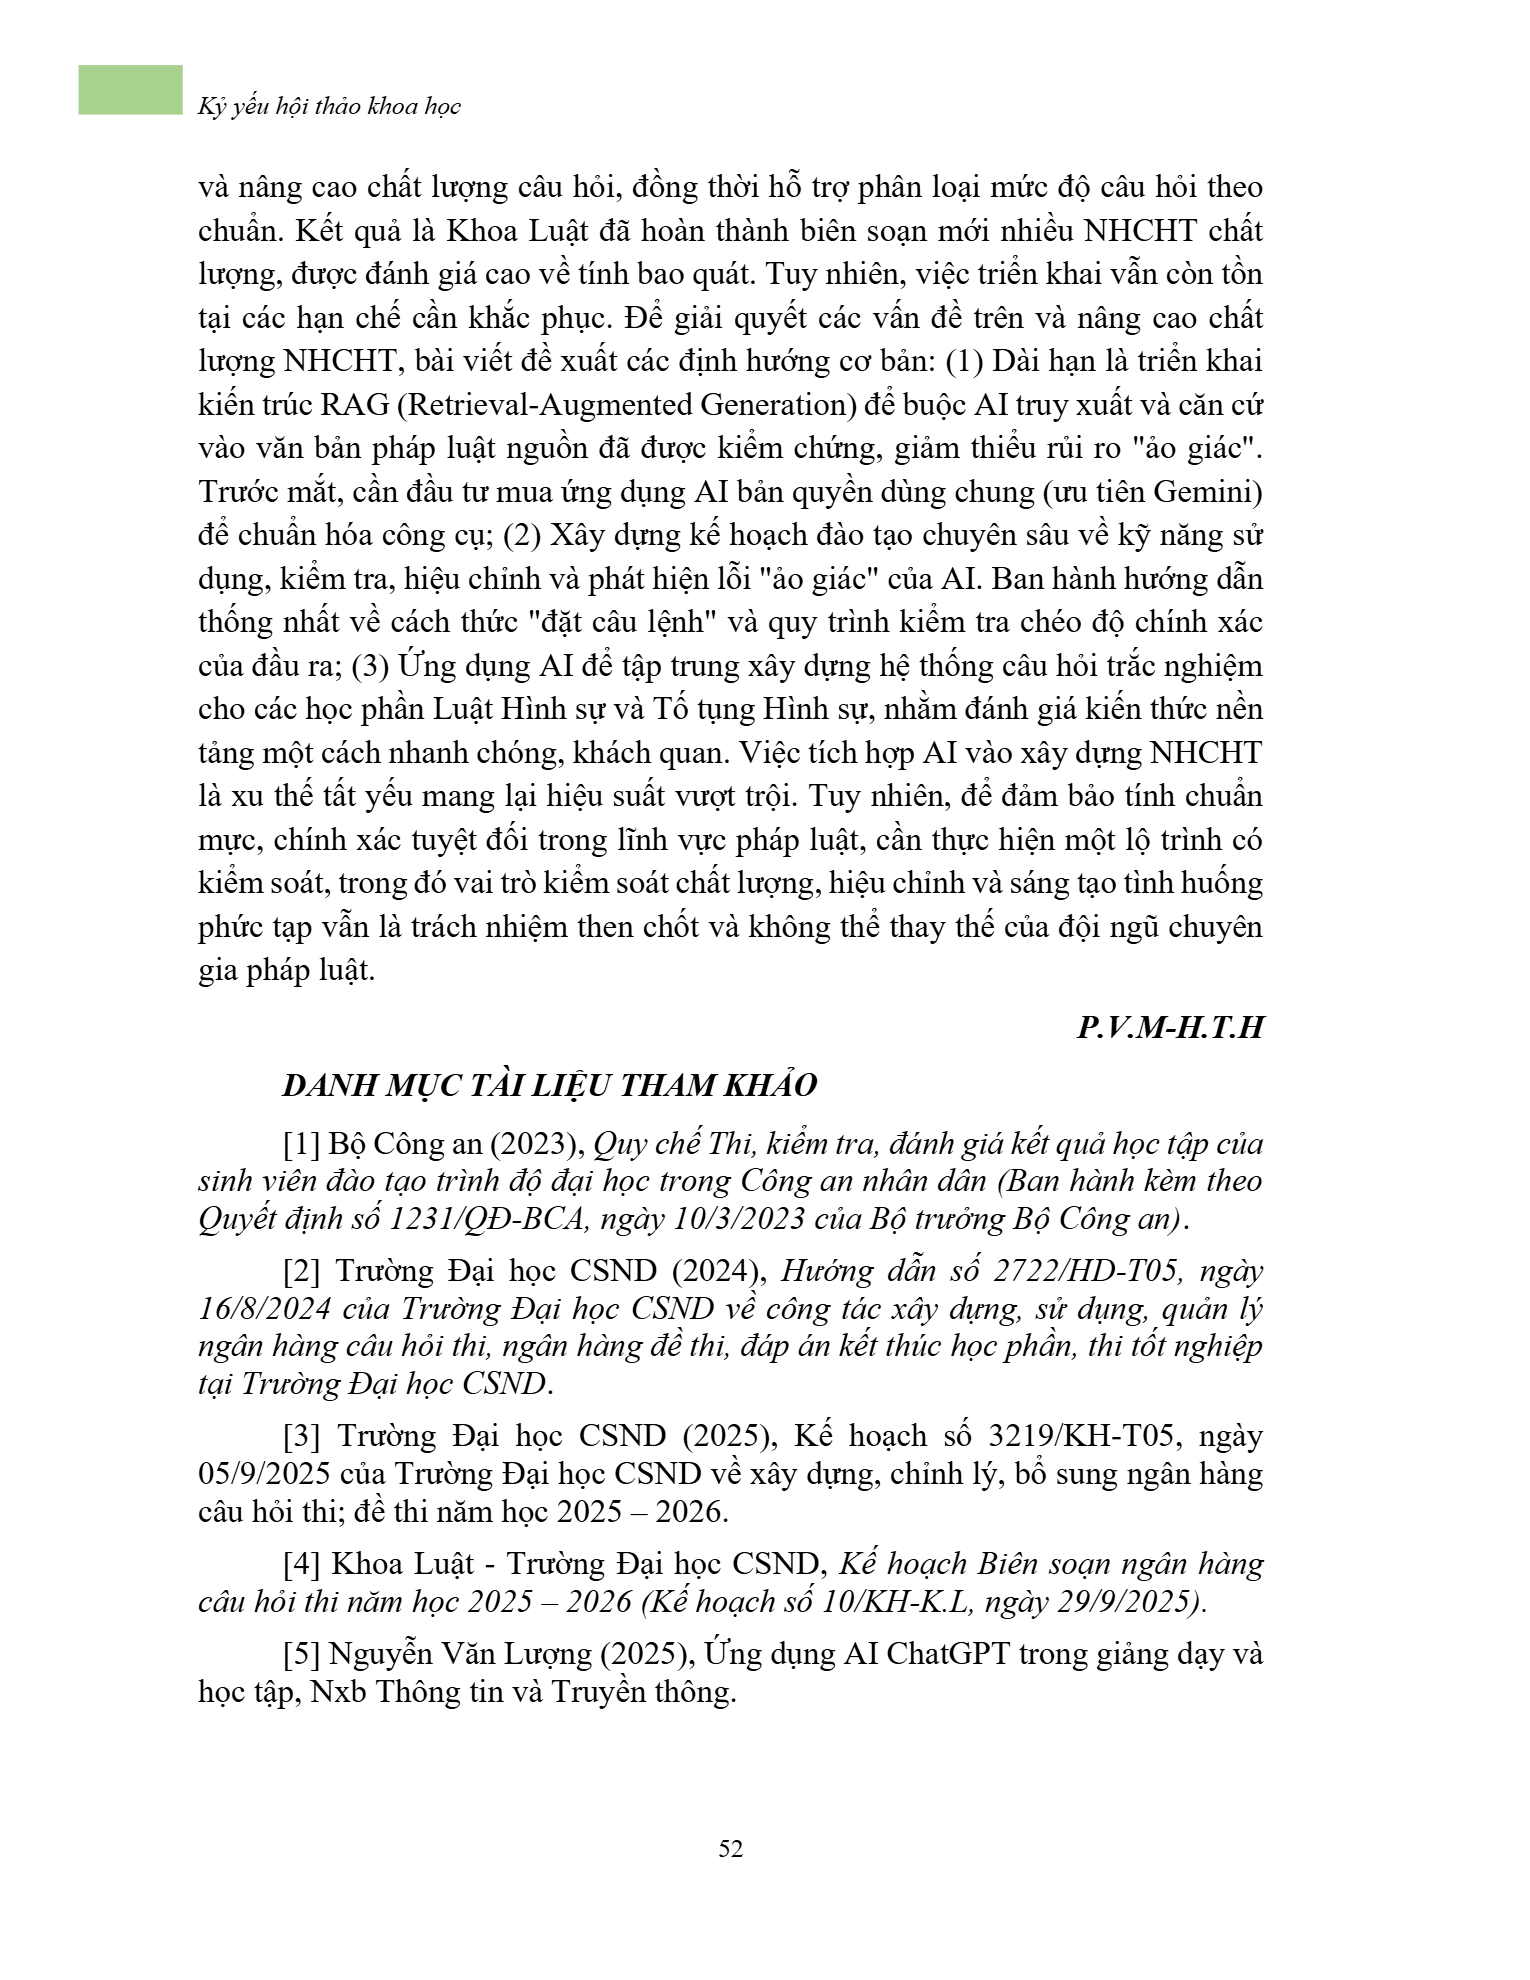 Kỷ yếu hội thảo khoa học
và nâng cao chất lượng câu hỏi, đồng thời hỗ trợ phân loại mức độ câu hỏi theo
chuẩn. Kết quả là Khoa Luật đã hoàn thành biên soạn mới nhiều NHCHT chất
lượng, được đánh giá cao về tính bao quát. Tuy nhiên, việc triển khai vẫn còn tồn
tại các hạn chế cần khắc phục. Để giải quyết các vấn đề trên và nâng cao chất
lượng NHCHT, bài viết đề xuất các định hướng cơ bản: (1) Dài hạn là triển khai
kiến trúc RAG (Retrieval-Augmented Generation) để buộc AI truy xuất và căn cứ
vào văn bản pháp luật nguồn đã được kiểm chứng, giảm thiểu rủi ro "ảo giác".
Trước mắt, cần đầu tư mua ứng dụng AI bản quyền dùng chung (ưu tiên Gemini)
để chuẩn hóa công cụ; (2) Xây dựng kế hoạch đào tạo chuyên sâu về kỹ năng sử
dụng, kiểm tra, hiệu chỉnh và phát hiện lỗi "ảo giác" của AI. Ban hành hướng dẫn
thống nhất về cách thức "đặt câu lệnh" và quy trình kiểm tra chéo độ chính xác
của đầu ra; (3) Ứng dụng AI để tập trung xây dựng hệ thống câu hỏi trắc nghiệm
cho các học phần Luật Hình sự và Tố tụng Hình sự, nhằm đánh giá kiến thức nền
tảng một cách nhanh chóng, khách quan. Việc tích hợp AI vào xây dựng NHCHT
là xu thế tất yếu mang lại hiệu suất vượt trội. Tuy nhiên, để đảm bảo tính chuẩn
mực, chính xác tuyệt đối trong lĩnh vực pháp luật, cần thực hiện một lộ trình có
kiểm soát, trong đó vai trò kiểm soát chất lượng, hiệu chỉnh và sáng tạo tình huống
phức tạp vẫn là trách nhiệm then chốt và không thể thay thế của đội ngũ chuyên
gia pháp luật.
P.V.M-H.T.H
DANH MỤC TÀI LIỆU THAM KHẢO
[1] Bộ Công an (2023), Quy chế Thi, kiểm tra, đánh giá kết quả học tập của
sinh viên đào tạo trình độ đại học trong Công an nhân dân (Ban hành kèm theo
Quyết định số 1231/QĐ-BCA, ngày 10/3/2023 của Bộ trưởng Bộ Công an).
[2] Trường Đại học CSND (2024), Hướng dẫn số 2722/HD-T05, ngày
16/8/2024 của Trường Đại học CSND về công tác xây dựng, sử dụng, quản lý
ngân hàng câu hỏi thi, ngân hàng đề thi, đáp án kết thúc học phần, thi tốt nghiệp
tại Trường Đại học CSND.
[3] Trường Đại học CSND (2025), Kế hoạch số 3219/KH-T05, ngày
05/9/2025 của Trường Đại học CSND về xây dựng, chỉnh lý, bổ sung ngân hàng
câu hỏi thi; đề thi năm học 2025 – 2026.
[4] Khoa Luật - Trường Đại học CSND, Kế hoạch Biên soạn ngân hàng
câu hỏi thi năm học 2025 – 2026 (Kế hoạch số 10/KH-K.L, ngày 29/9/2025).
[5] Nguyễn Văn Lượng (2025), Ứng dụng AI ChatGPT trong giảng dạy và
học tập, Nxb Thông tin và Truyền thông.
52